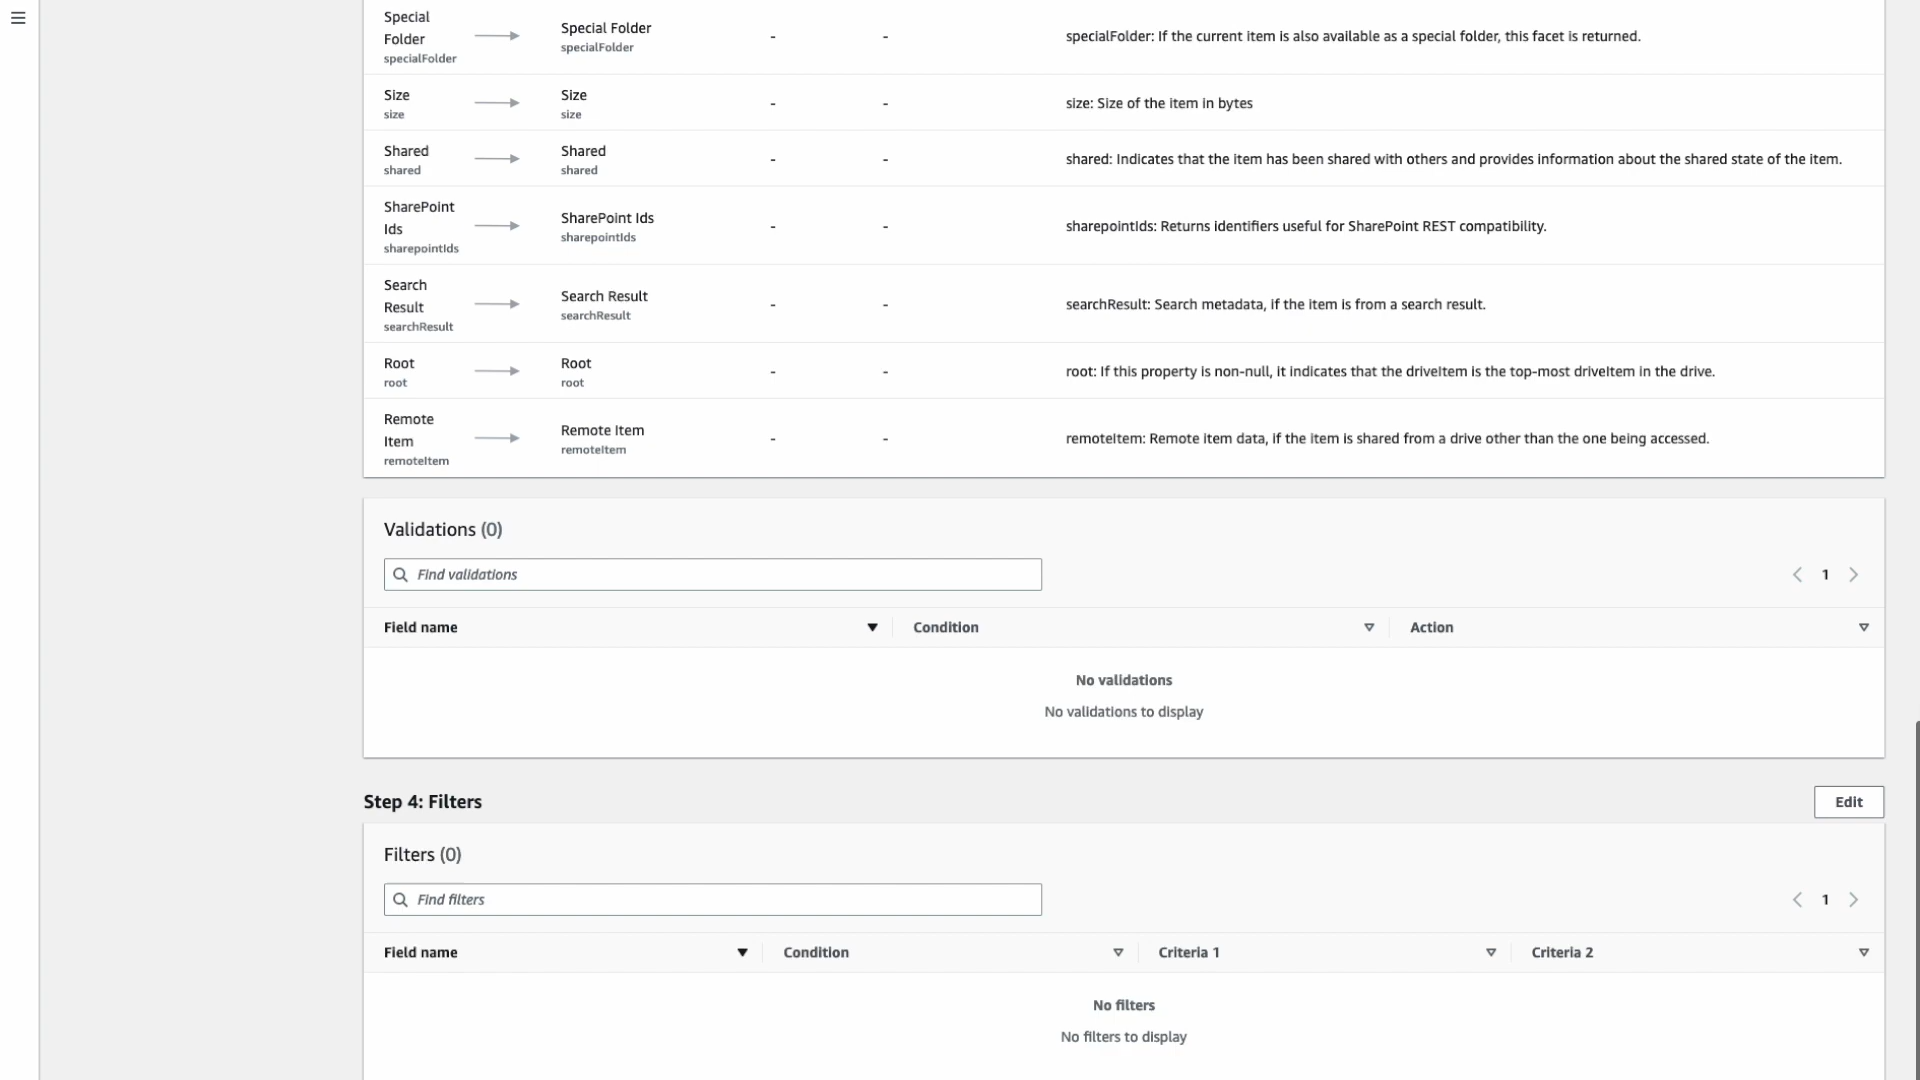 Special Folder
specialFolder
Special Folder
specialFolder
-
-
specialFolder: If the current item is also available as a special folder, this facet is returned.
Size
size
Size
size
-
-
size: Size of the item in bytes
Shared
shared
Shared
shared
-
-
shared: Indicates that the item has been shared with others and provides information about the shared state of the item.
SharePoint
Ids
sharepointIds
SharePoint Ids
sharepointIds
-
-
sharepointIds: Returns identifiers useful for SharePoint REST compatibility.
Search
Result
searchResult
Search Result
searchResult
-
-
searchResult: Search metadata, if the item is from a search result.
Root
root
Root
root
-
-
root: If this property is non-null, it indicates that the driveItem is the top-most driveItem in the drive.
Remote
Item
remoteItem
Remote Item
remoteItem
-
-
remoteItem: Remote item data, if the item is shared from a drive other than the one being accessed.
Validations (0)
Find validations
1
Field name
Condition
Action
No validations
No validations to display
Step 4: Filters
Edit
Filters (0)
Find filters
1
Field name
Condition
Criteria 1
Criteria 2
No filters
No filters to display